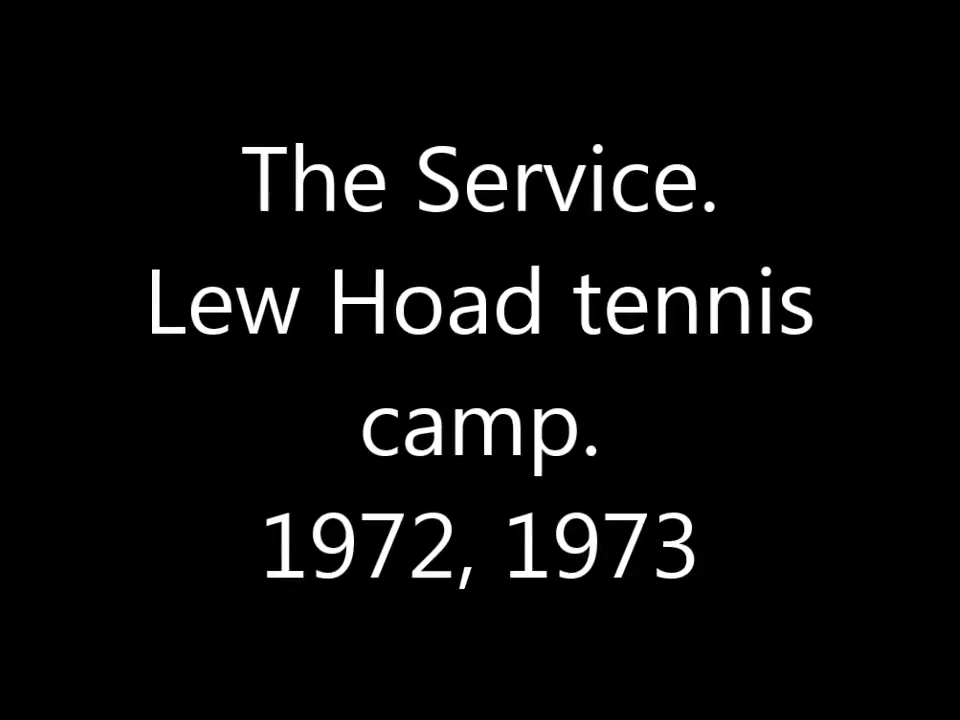 The Service.
Lew Hoad tennis
camp.
1972, 1973